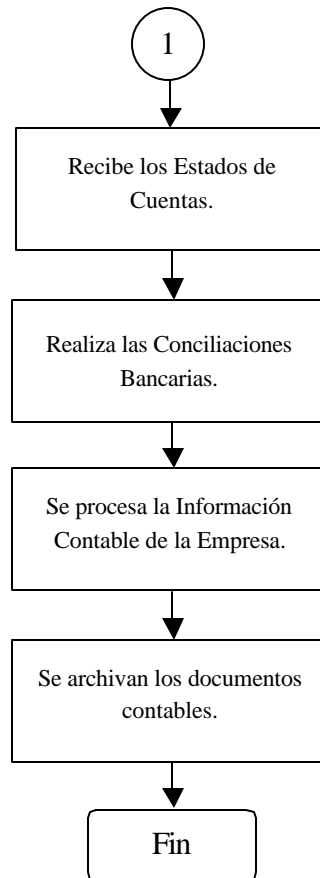 1
Recibe los Estados de
Cuentas.
Realiza las Conciliaciones
Bancarias.
Se procesa la Información
Contable de la Empresa.
Se archivan los documentos
contables.
Fin